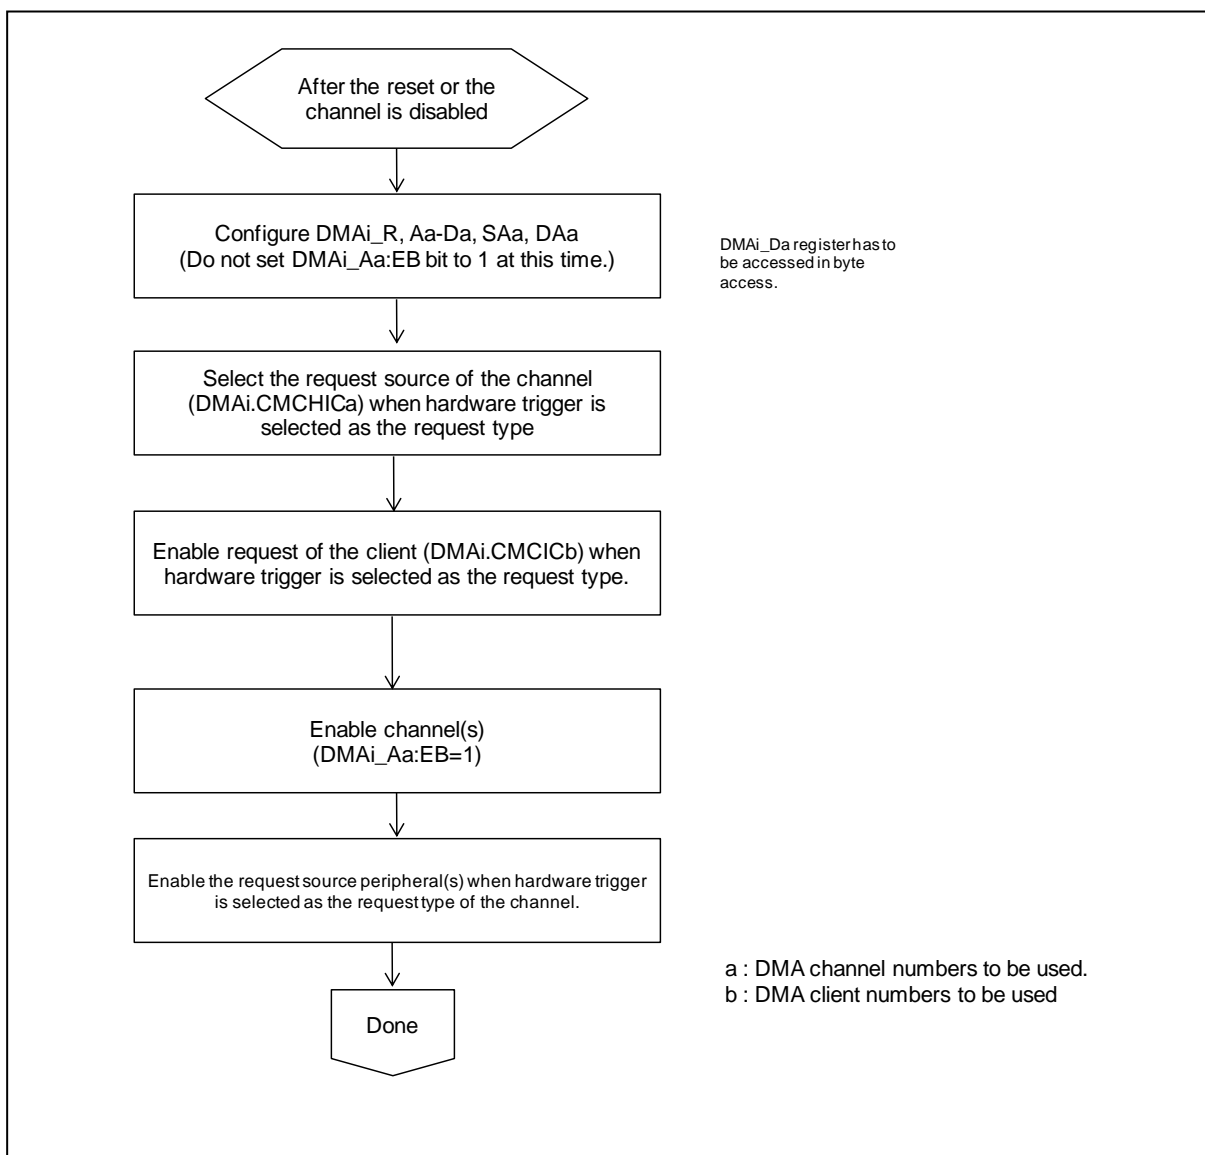 After the reset or the
channel is disabled
Configure DMAi_R, Aa-Da, SAa, DAa
(Do not set DMAi_Aa:EB bit to 1 at this time.)
DMAi_Da register has to
be accessed in byte
access.
Select the request source of the channel
(DMAi.CMCHICa) when hardware trigger is
selected as the request type
Enable request of the client (DMAi.CMCICb) when
hardware trigger is selected as the request type.
Enable channel(s)
(DMAi_Aa:EB=1)
Enable the request source peripheral(s) when hardware trigger
is selected as the request type of the channel.
a : DMA channel numbers to be used.
b : DMA client numbers to be used
Done